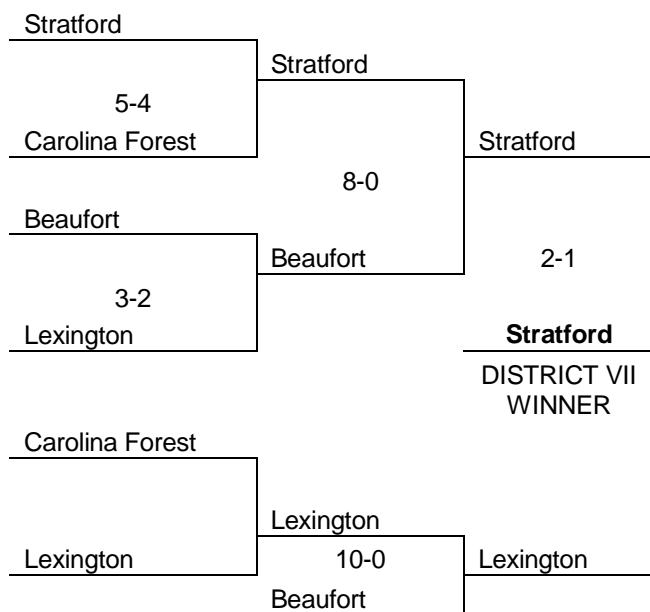 Stratford
Stratford
5-4
Carolina Forest
Stratford
8-0
Beaufort
Beaufort
2-1
3-2
Lexington
Stratford
DISTRICT VII
WINNER
Carolina Forest
Lexington
Lexington
10-0
Lexington
Beaufort